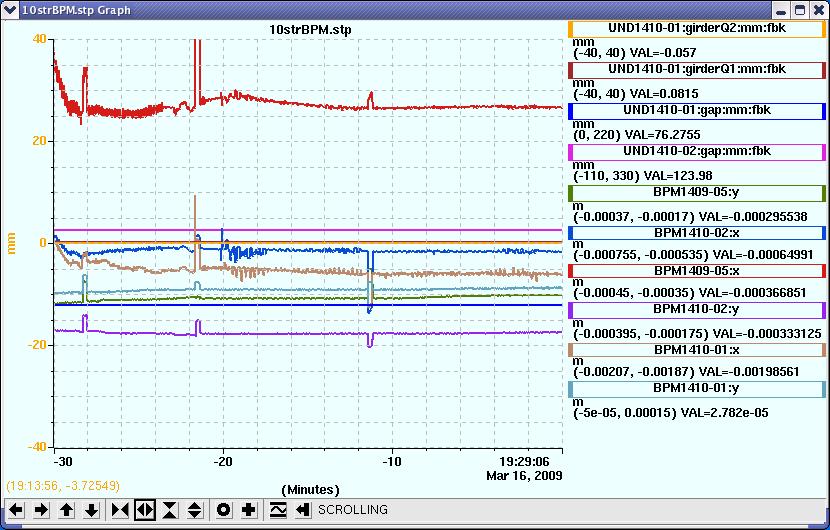 10strBPM.stp Graph
10strBPM.stp
40
20
0
-20
-40
mm
-30
-20
-10
19:29:06
Mar 16, 2009
(Minutes)
(19:13:56, -3.72549)
UND1410-01:girderQ2:mm:fbk
mm
(-40, 40) VAL=-0.057
UND1410-01:girderQ1:mm:fbk
mm
(-40, 40) VAL=0.0815
UND1410-01:gap:mm:fbk
mm
(0, 220) VAL=76.2755
UND1410-02:gap:mm:fbk
mm
(-110, 330) VAL=123.98
BPM1409-05:y
m
(-0.00037, -0.00017) VAL=-0.000295538
BPM1410-02:x
m
(-0.000755, -0.000535) VAL=-0.00064991
BPM1409-05:x
m
(-0.00045, -0.00035) VAL=-0.000366851
BPM1410-02:y
m
(-0.000395, -0.000175) VAL=-0.000333125
BPM1410-01:x
m
(-0.00207, -0.00187) VAL=-0.00198561
BPM1410-01:y
m
(-5e-05, 0.00015) VAL=2.782e-05
SCROLLING